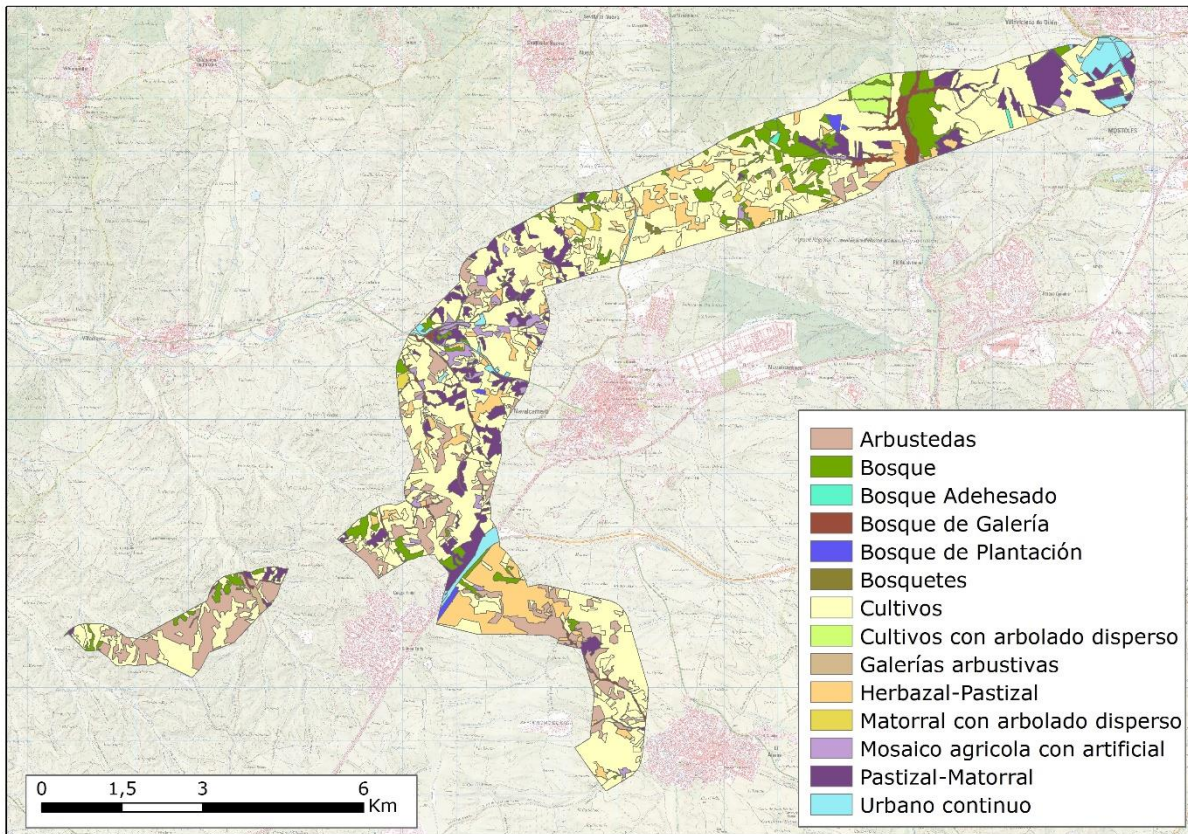 MOSTOLES
Navalcarnero
Arbustedas
Bosque
Bosque Adehesado
Bosque de Galería
Bosque de Plantación
Bosquetes
Cultivos
Cultivos con arbolado disperso
Galerías arbustivas
Herbazal-Pastizal
Matorral con arbolado disperso
Mosaico agricola con artificial
Pastizal-Matorral
Urbano continuo
0 1,5 3 6
Km